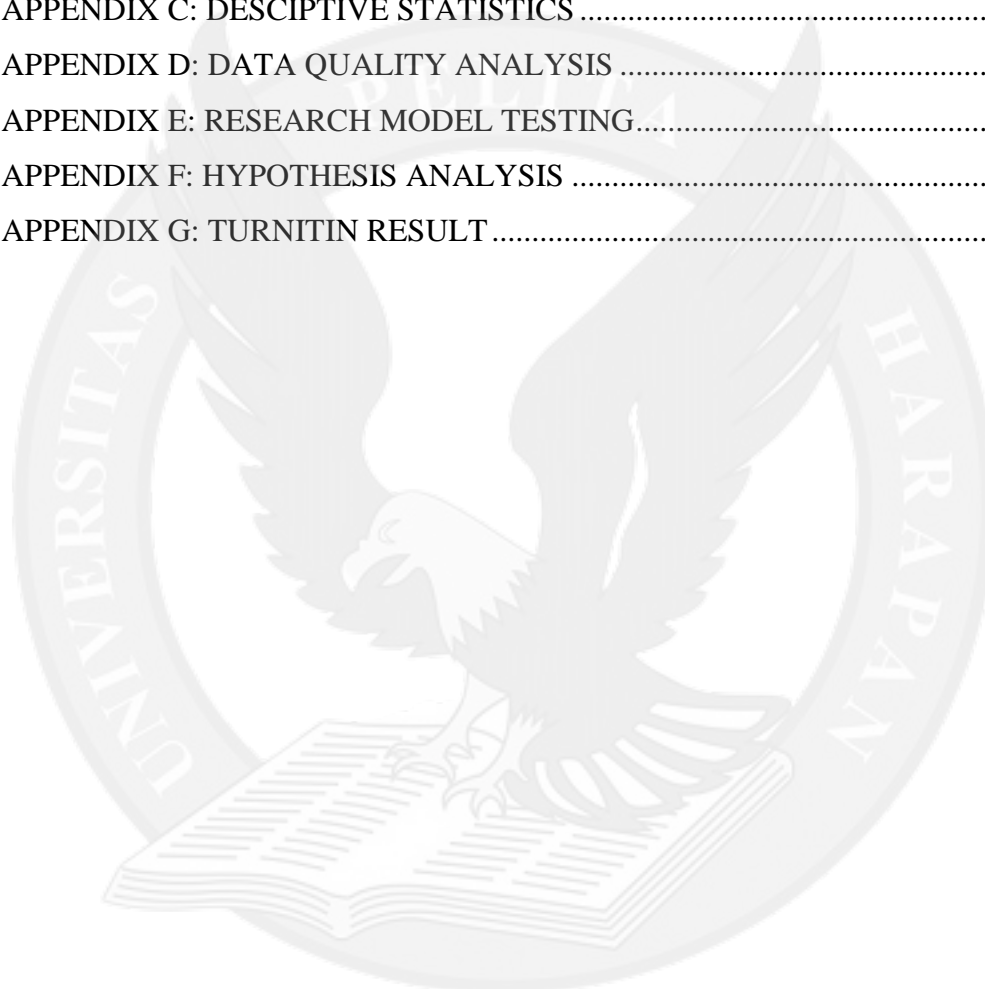 APPENDIX C: DESCIPTIVE STATISTICS ..................................................
APPENDIX D: DATA QUALITY ANALYSIS ..........................................
APPENDIX E: RESEARCH MODEL TESTING...........................................
APPENDIX F: HYPOTHESIS ANALYSIS ...................................................
APPENDIX G: TURNITIN RESULT .............................................................
UNIVERSITAS PELITA HARAPAN